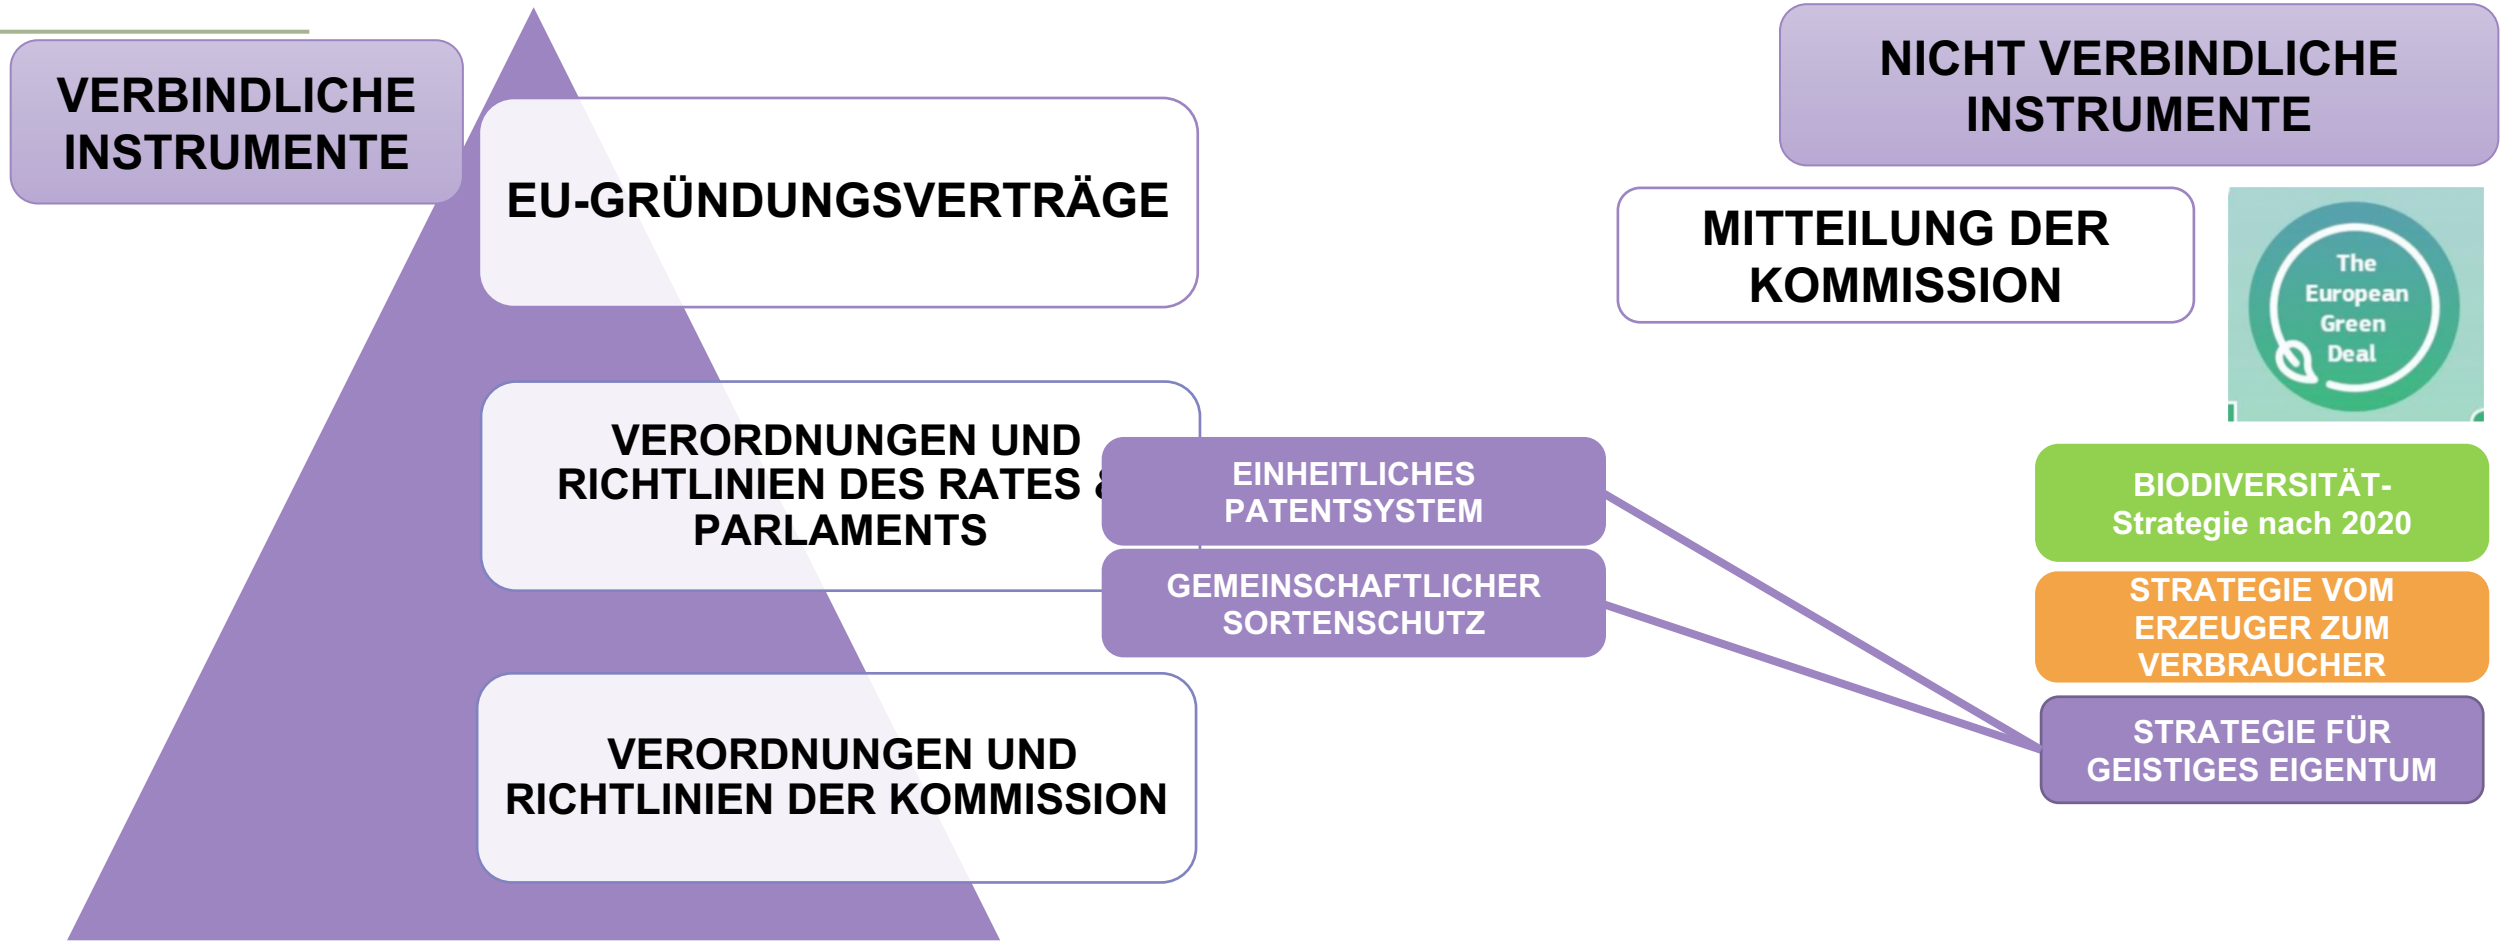 VERBINDLICHE
INSTRUMENTE
EU-GRÜNDUNGSVERTRÄGE
VERORDNUNGEN UND
RICHTLINIEN DES RATES &
PARLAMENTS
VERORDNUNGEN UND
RICHTLINIEN DER KOMMISSION
EINHEITLICHES
PATENTSYSTEM
GEMEINSCHAFTLICHER
SORTENSCHUTZ
NICHT VERBINDLICHE
INSTRUMENTE
MITTEILUNG DER
KOMMISSION
The
European
Green
Deal
BIODIVERSITÄT-
Strategie nach 2020
STRATEGIE VOM
ERZEUGER ZUM
VERBRAUCHER
STRATEGIE FÜR
GEISTIGES EIGENTUM